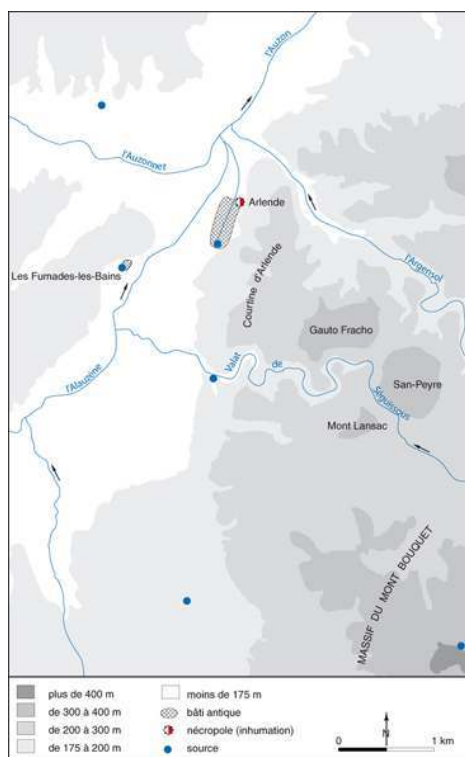 l'Auzon
l'Auzonnet
Arlende
l'Argensol
Les Fumades-les-Bains
Courtine d'Arlende
Gauto Fracho
Valat de Séguissous
San-Peyre
l'Alauzène
Mont Lansac
MASSIF DU MONT BOUQUET
plus de 400 m
de 300 à 400 m
de 200 à 300 m
de 175 à 200 m
moins de 175 m
bâti antique
nécropole (inhumation)
source
N
0 1 km